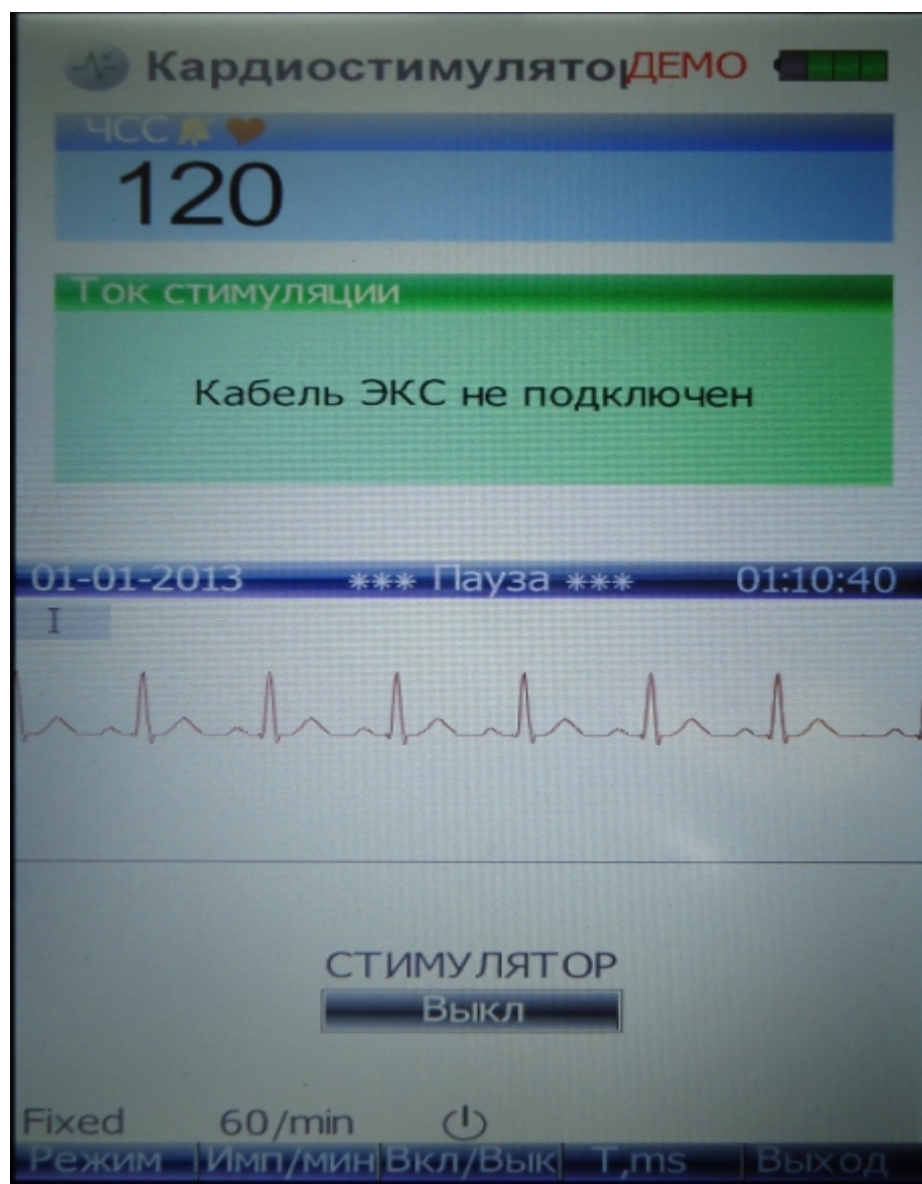 Кардиостимулятор ДЕМО
ЧСС
120
Ток стимуляции
Кабель ЭКС не подключен
01-01-2013 *** Пауза *** 01:10:40
I
СТИМУЛЯТОР
Выкл
Fixed 60/min
Режим Имп/мин Вкл/Вык T,ms Выход